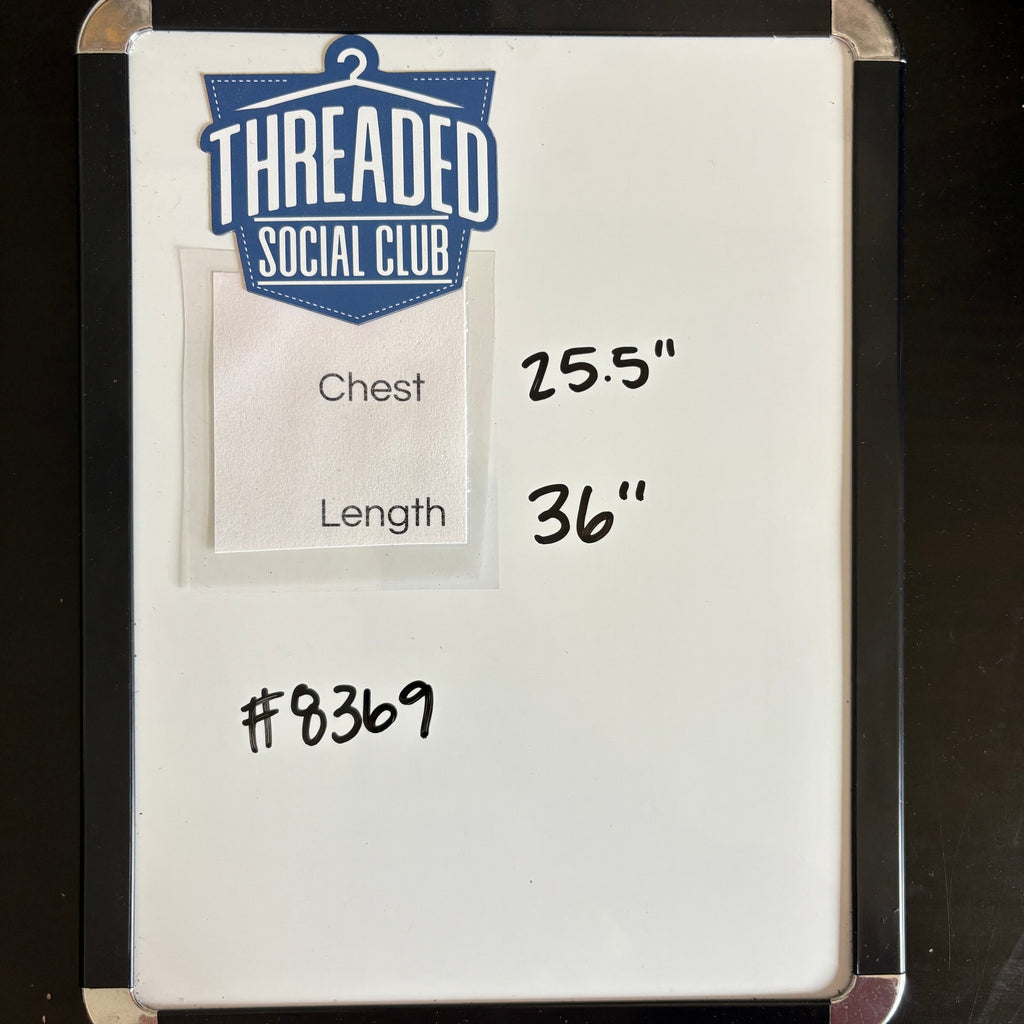 THREADED
SOCIAL CLUB
Chest 25.5"
Length 36"
#8369